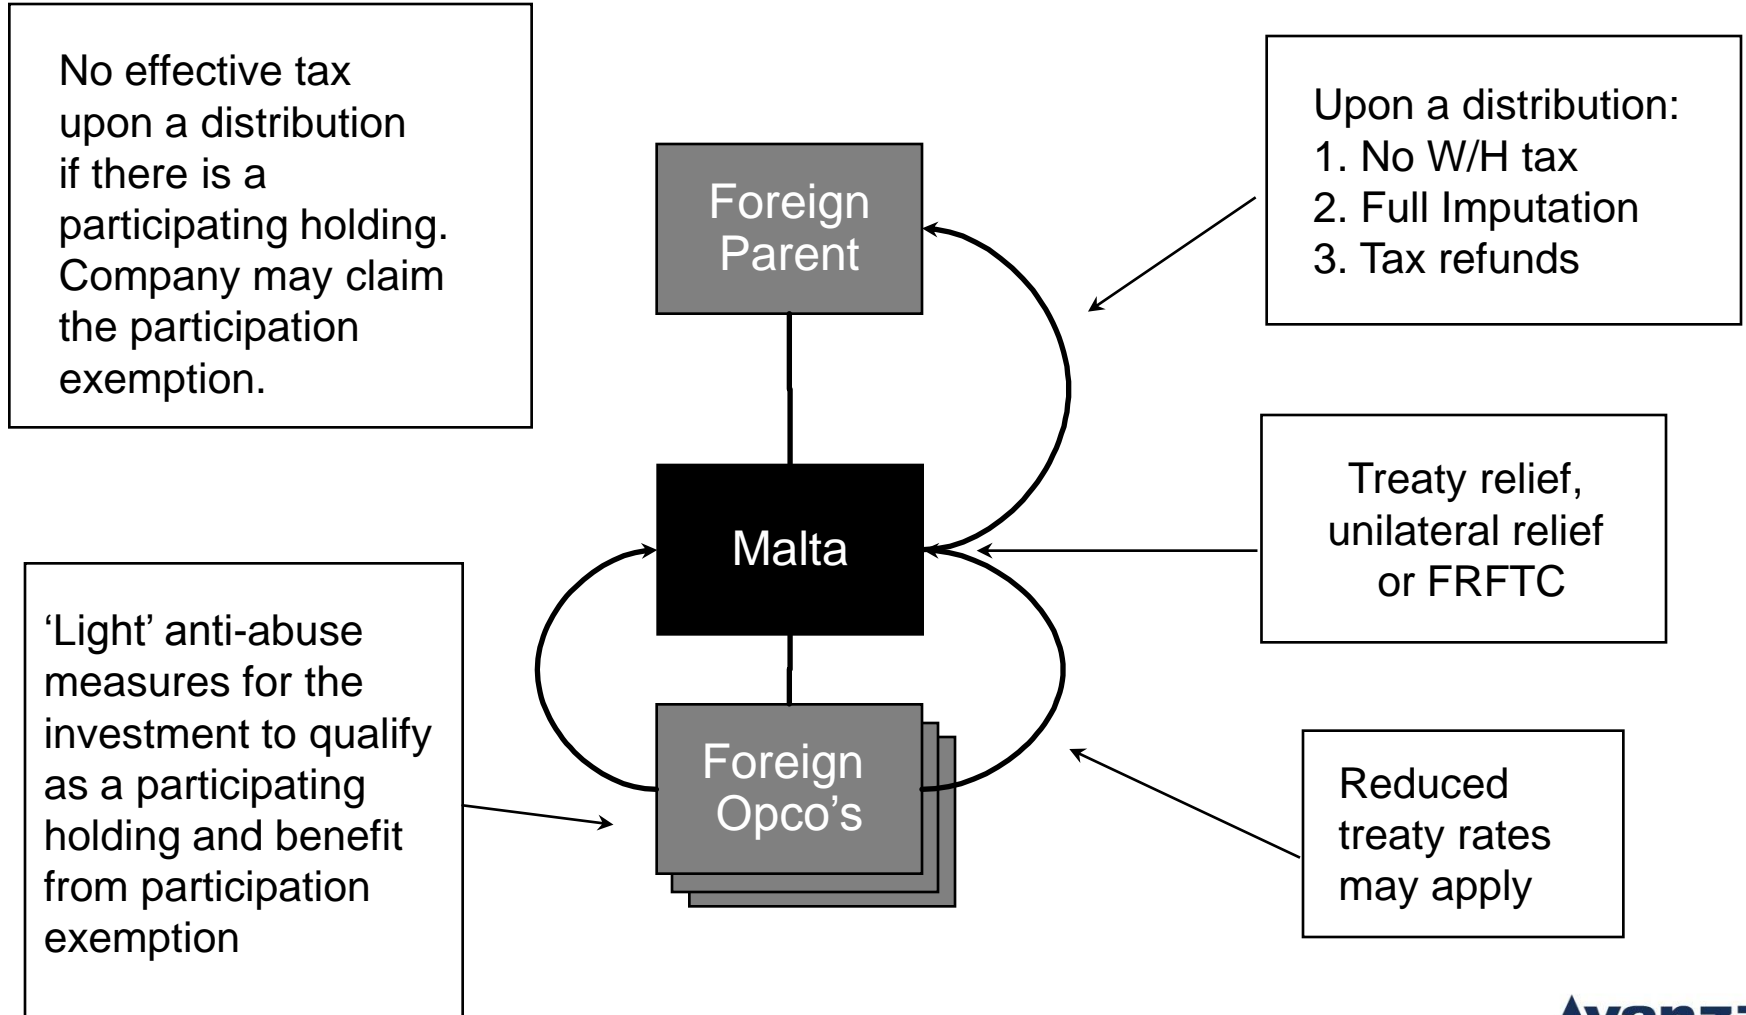 No effective tax
upon a distribution
if there is a
participating holding.
Company may claim
the participation
exemption.
Foreign
Parent
Upon a distribution:
1. No W/H tax
2. Full Imputation
3. Tax refunds
Malta
Treaty relief,
unilateral relief
or FRFTC
‘Light’ anti-abuse
measures for the
investment to qualify
as a participating
holding and benefit
from participation
exemption
Foreign
Opco’s
Reduced
treaty rates
may apply